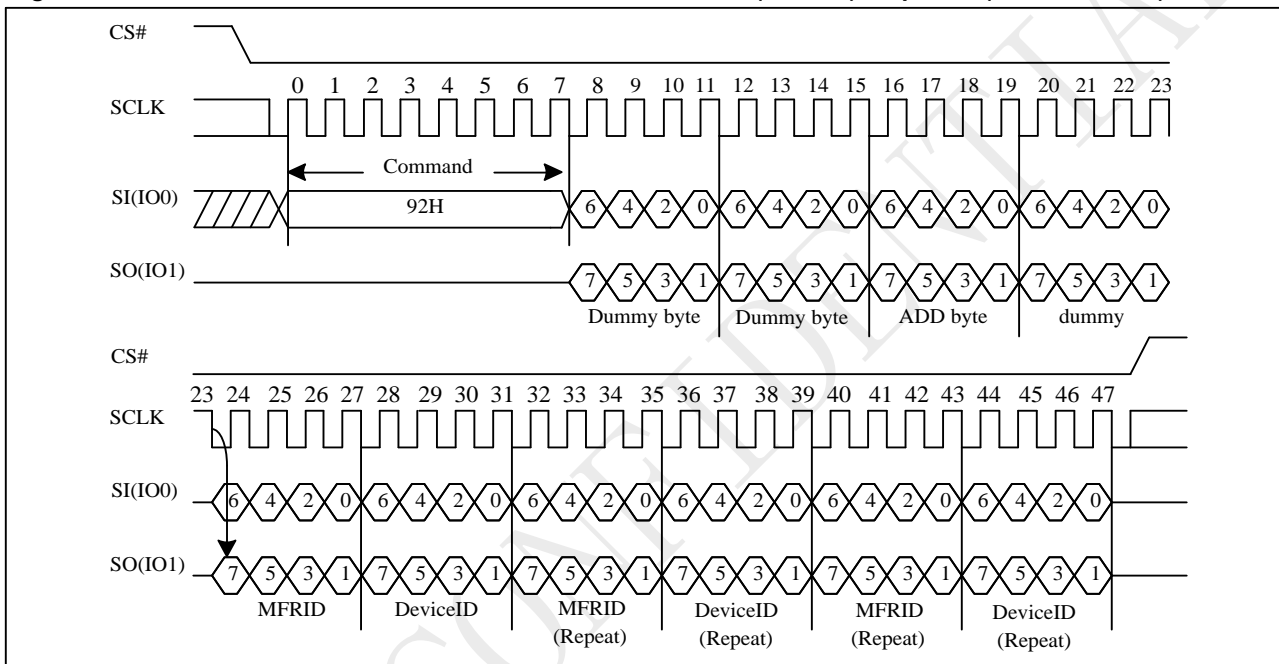 CS#
0 1 2 3 4 5 6 7 8 9 10 11 12 13 14 15 16 17 18 19 20 21 22 23
SCLK
Command
SI(IO0) 92H 6 4 2 0 6 4 2 0 6 4 2 0 6 4 2 0
SO(IO1) 7 5 3 1 7 5 3 1 7 5 3 1 7 5 3 1
Dummy byte Dummy byte ADD byte dummy
CS#
23 24 25 26 27 28 29 30 31 32 33 34 35 36 37 38 39 40 41 42 43 44 45 46 47
SCLK
SI(IO0) 6 4 2 0 6 4 2 0 6 4 2 0 6 4 2 0 6 4 2 0 6 4 2 0
SO(IO1) 7 5 3 1 7 5 3 1 7 5 3 1 7 5 3 1 7 5 3 1 7 5 3 1
MFRID DeviceID MFRID DeviceID MFRID DeviceID
(Repeat) (Repeat) (Repeat) (Repeat)